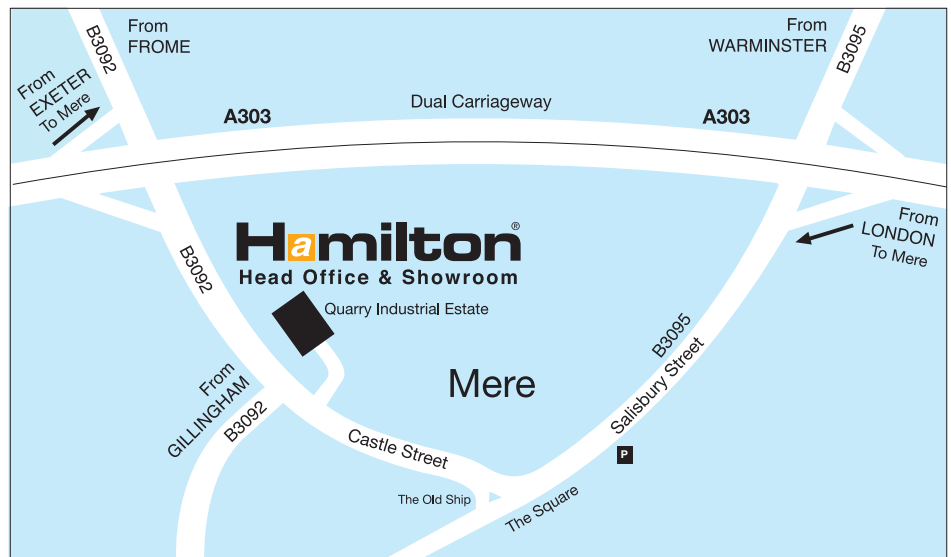 From
FROME
B3092
From
EXETER
To Mere
From
WARMINSTER
B3095
Dual Carriageway
A303
A303
From
LONDON
To Mere
Hamilton®
Head Office & Showroom
Quarry Industrial Estate
B3092
Mere
B3095
Salisbury Street
From
GILLINGHAM
B3092
Castle Street
P
The Old Ship
The Square